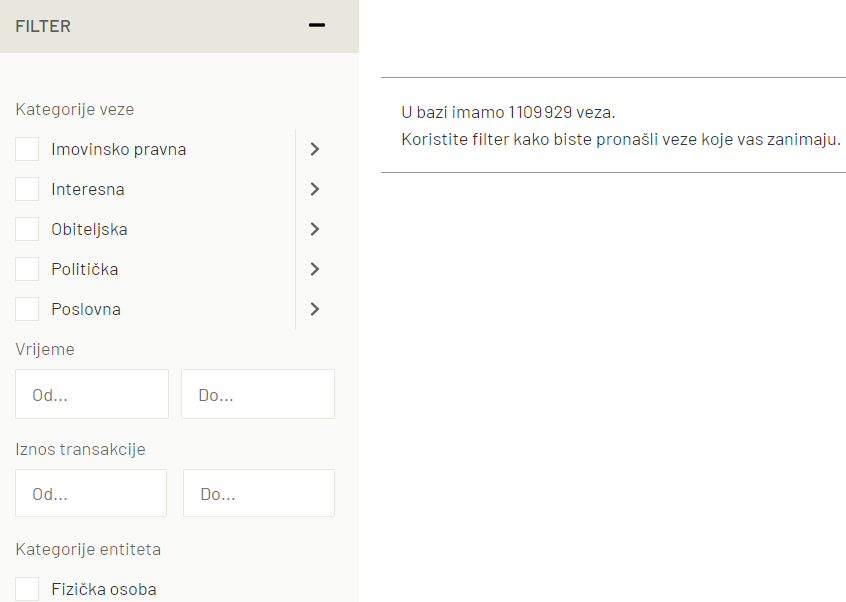 FILTER
Kategorije veze
Imovinsko pravna
Interesna
Obiteljska
Politička
Poslovna
Vrijeme
Od... Do...
Iznos transakcije
Od... Do...
Kategorije entiteta
Fizička osoba
U bazi imamo 1109929 veza.
Koristite filter kako biste pronašli veze koje vas zanimaju.